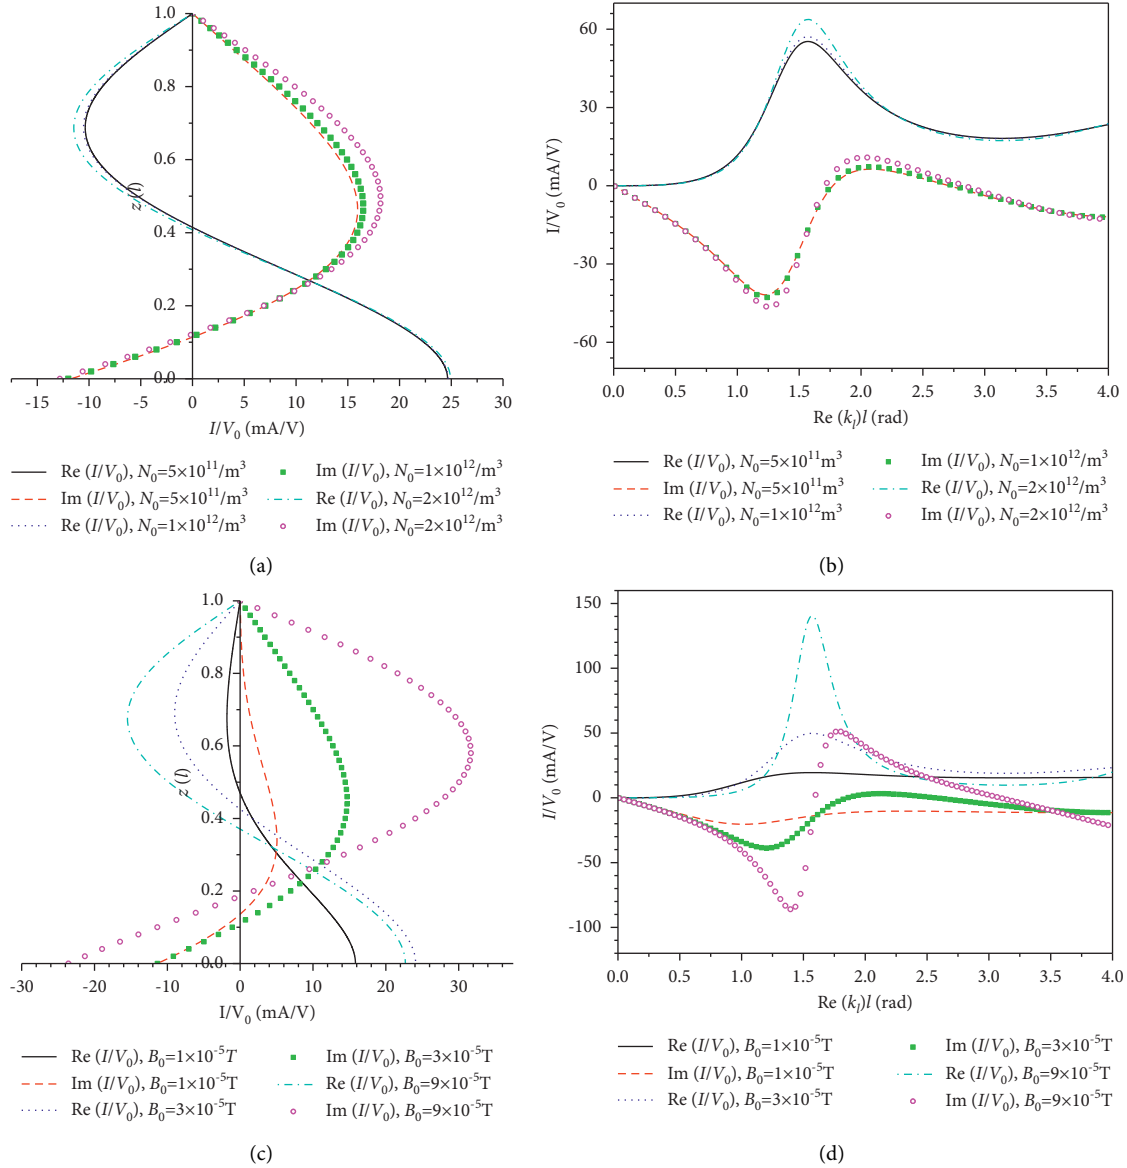 1.0
0.8
0.6
z (l)
0.4
0.2
0.0
-15 -10 -5 0 5 10 15 20 25 30
I/V0 (mA/V)
Re (I/V0), N0=5×10^11/m^3
Im (I/V0), N0=5×10^11/m^3
Re (I/V0), N0=1×10^12/m^3
Im (I/V0), N0=1×10^12/m^3
Re (I/V0), N0=2×10^12/m^3
Im (I/V0), N0=2×10^12/m^3
(a)
60
30
0
-30
-60
I/V0 (mA/V)
0.0 0.5 1.0 1.5 2.0 2.5 3.0 3.5 4.0
Re (kl)l (rad)
Re (I/V0), N0=5×10^11m^3
Im (I/V0), N0=5×10^11m^3
Re (I/V0), N0=1×10^12m^3
Im (I/V0), N0=1×10^12/m^3
Re (I/V0), N0=2×10^12/m^3
Im (I/V0), N0=2×10^12/m^3
(b)
1.0
0.8
0.6
z (l)
0.4
0.2
0.0
-30 -20 -10 0 10 20 30
I/V0 (mA/V)
Re (I/V0), B0=1×10^-5T
Im (I/V0), B0=1×10^-5T
Re (I/V0), B0=3×10^-5T
Im (I/V0), B0=3×10^-5T
Re (I/V0), B0=9×10^-5T
Im (I/V0), B0=9×10^-5T
(c)
150
100
50
0
-50
-100
I/V0 (mA/V)
0.0 0.5 1.0 1.5 2.0 2.5 3.0 3.5 4.0
Re (kl)l (rad)
Re (I/V0), B0=1×10^-5T
Im (I/V0), B0=1×10^-5T
Re (I/V0), B0=3×10^-5T
Im (I/V0), B0=3×10^-5T
Re (I/V0), B0=9×10^-5T
Im (I/V0), B0=9×10^-5T
(d)